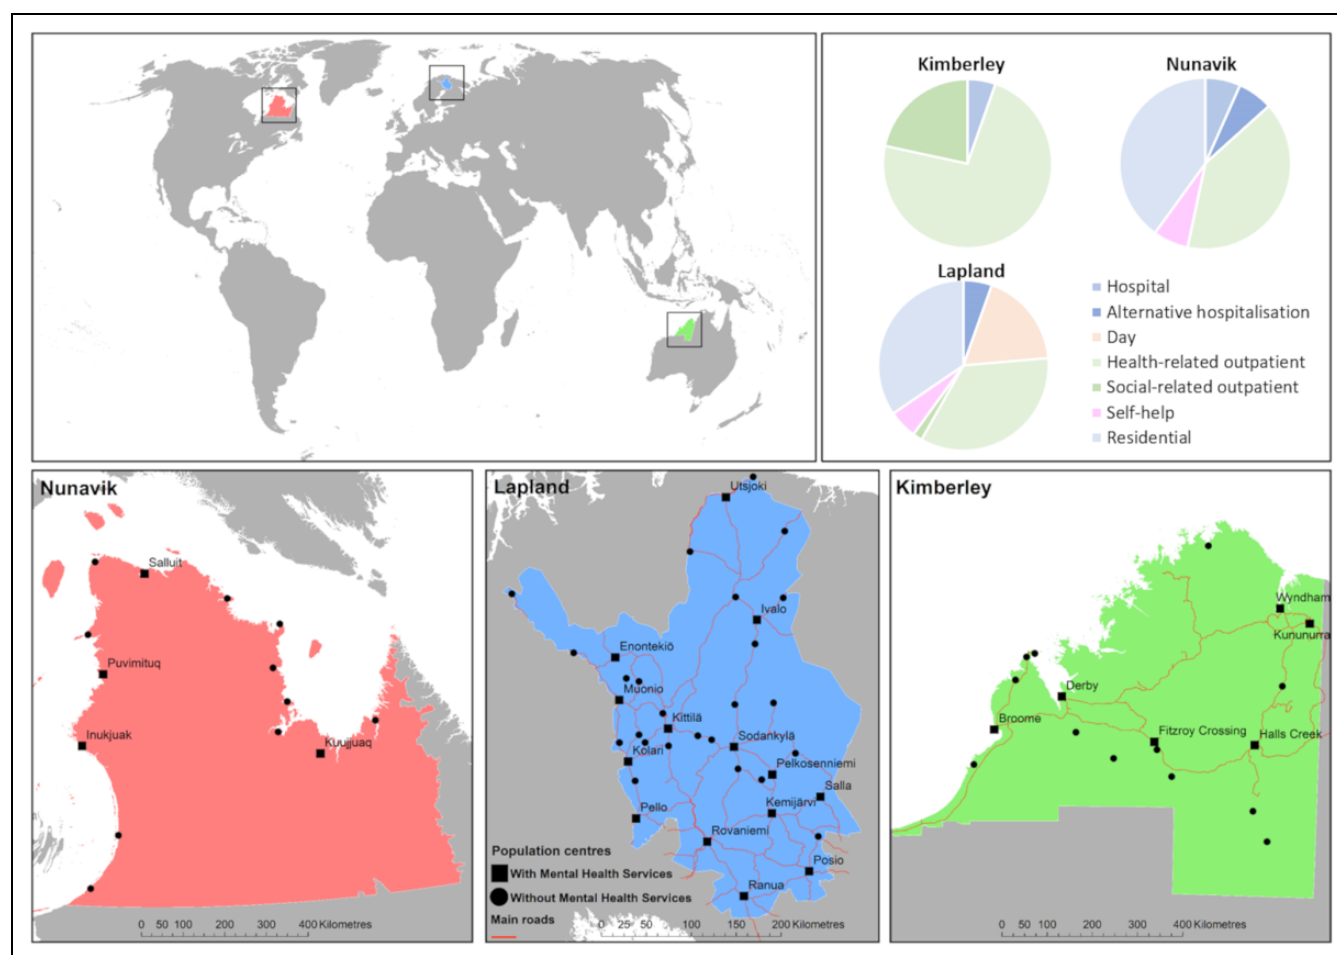 Kimberley
Nunavik
Lapland
Hospital
Alternative hospitalisation
Day
Health-related outpatient
Social-related outpatient
Self-help
Residential
Nunavik
Salluit
Puvirnituq
Inukjuak
Kuujjuaq
0 50 100 200 300 400 Kilometres
Lapland
Utsjoki
Ivalo
Enontekiö
Muonio
Kittilä
Sodankylä
Kolari
Pelkosenniemi
Salla
Pello
Kemijärvi
Rovaniemi
Posio
Ranua
Population centres
With Mental Health Services
Without Mental Health Services
Main roads
0 25 50 100 150 200 Kilometres
Kimberley
Wyndham
Kununurra
Derby
Broome
Fitzroy Crossing
Halls Creek
0 50 100 200 300 400 Kilometres